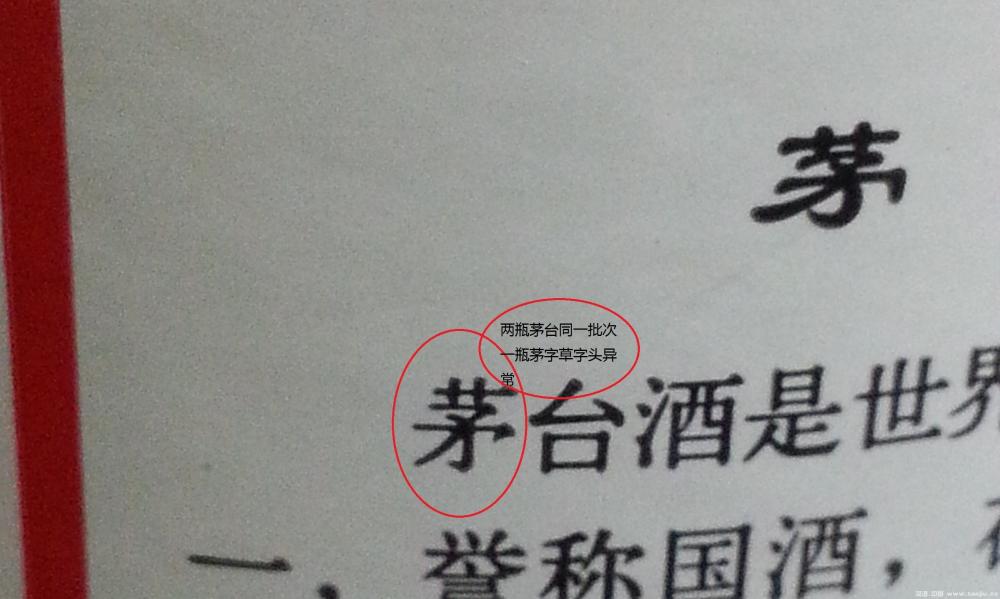 茅
两瓶茅台同一批次
一瓶茅字草字头异
常
茅台酒是世界
一，誉称国酒，